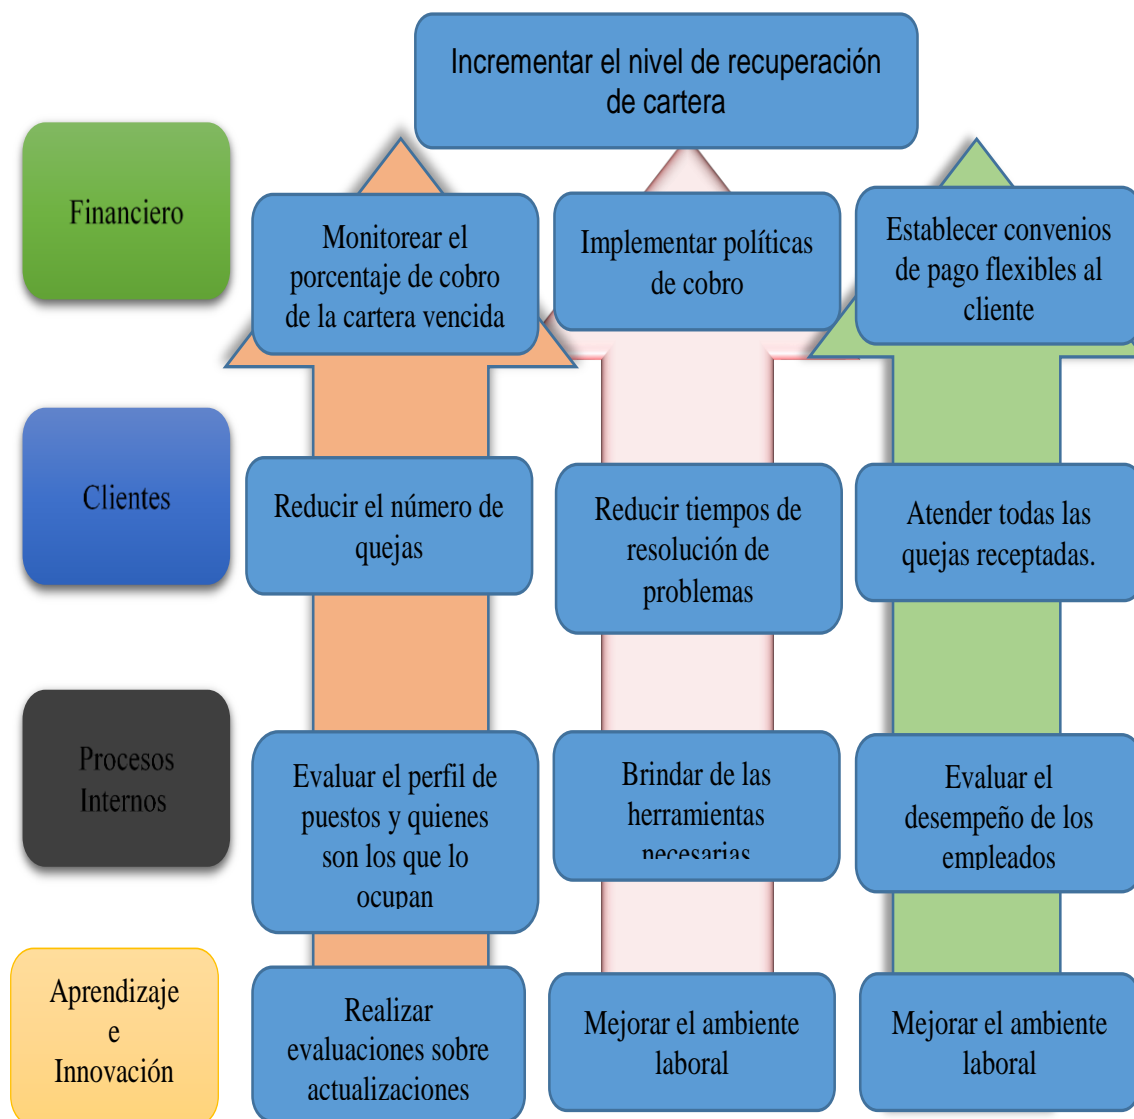 Incrementar el nivel de recuperación
de cartera
Financiero
Monitorear el
porcentaje de cobro
de la cartera vencida
Implementar políticas
de cobro
Establecer convenios
de pago flexibles al
cliente
Clientes
Reducir el número de
quejas
Reducir tiempos de
resolución de
problemas
Atender todas las
quejas receptadas.
Procesos
Internos
Evaluar el perfil de
puestos y quienes
son los que lo
ocupan
Brindar de las
herramientas
necesarias
Evaluar el
desempeño de los
empleados
Aprendizaje
e
Innovación
Realizar
evaluaciones sobre
actualizaciones
Mejorar el ambiente
laboral
Mejorar el ambiente
laboral